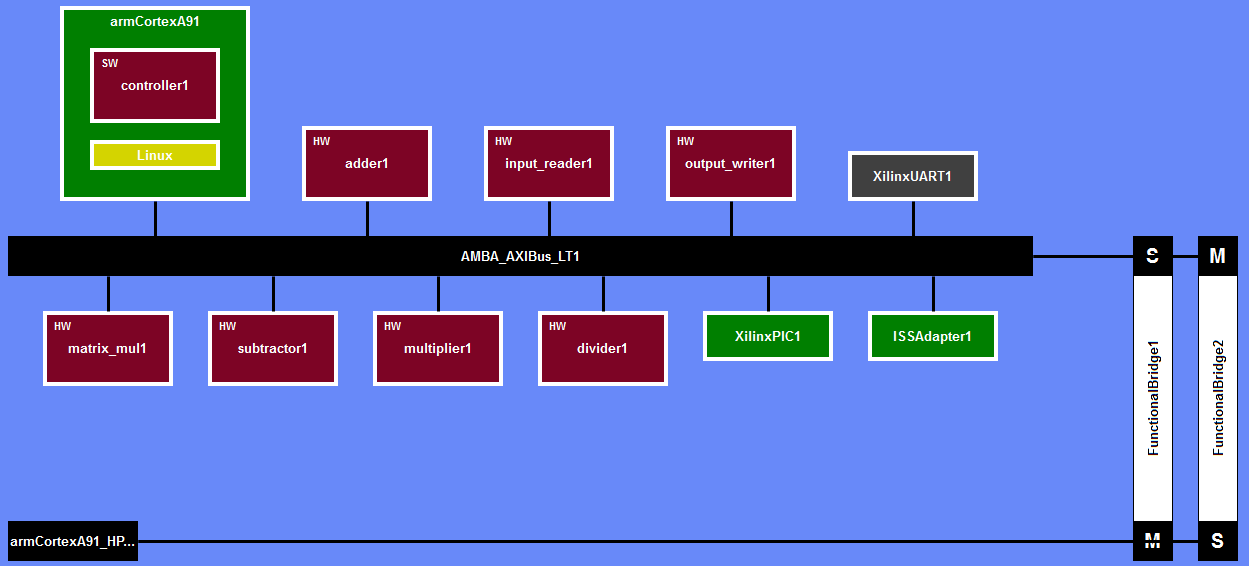 armCortexA91
SW
controller1
Linux
HW
adder1
HW
input_reader1
HW
output_writer1
XilinxUART1
AMBA_AXIBus_LT1
S
M
HW
matrix_mul1
HW
subtractor1
HW
multiplier1
HW
divider1
XilinxPIC1
ISSAdapter1
FunctionalBridge1
FunctionalBridge2
armCortexA91_HP...
M
S